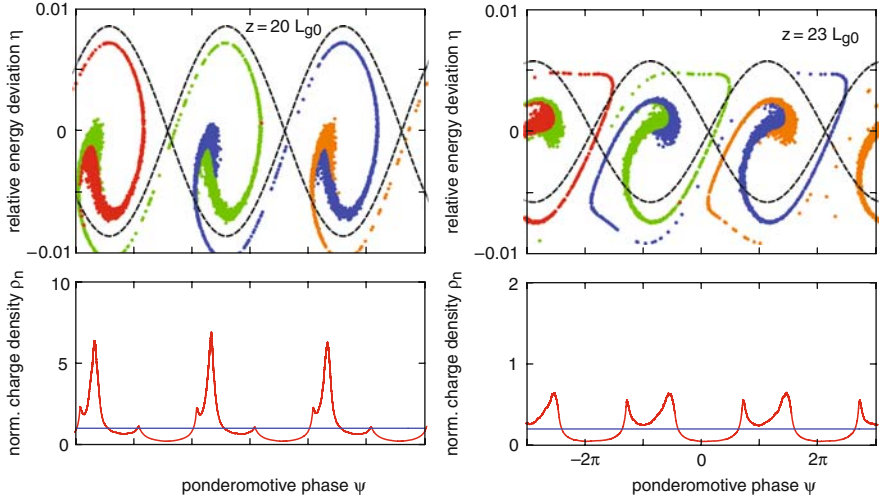 0.01
z = 20 L_g0
relative energy deviation η
0
−0.01
0.01
z = 23 L_g0
relative energy deviation η
0
−0.01
10
norm. charge density ρ_n
5
0
ponderomotive phase ψ
2
norm. charge density ρ_n
1
0
−2π 0 2π
ponderomotive phase ψ